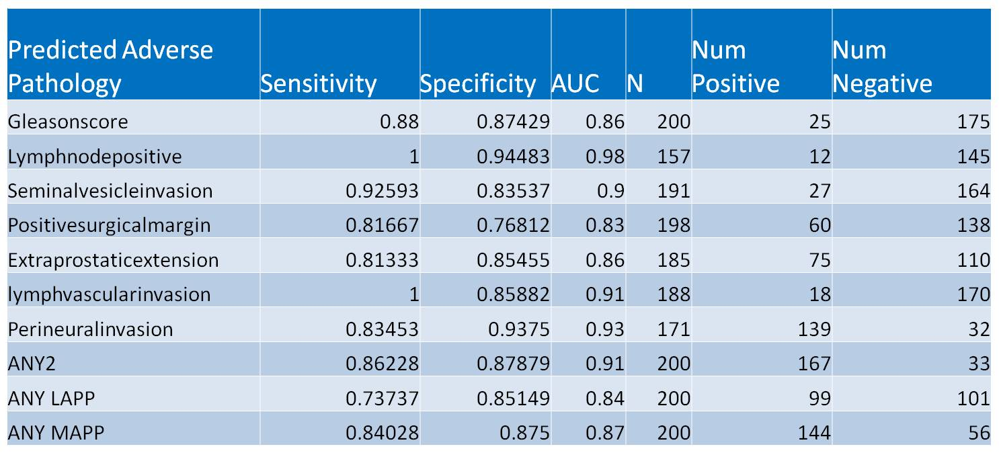 Predicted Adverse Pathology Sensitivity Specificity AUC N Num Positive Num Negative
Gleasonscore 0.88 0.87429 0.86 200 25 175
Lymphnodepositive 1 0.94483 0.98 157 12 145
Seminalvesicleinvasion 0.92593 0.83537 0.9 191 27 164
Positivesurgicalmargin 0.81667 0.76812 0.83 198 60 138
Extraprostaticextension 0.81333 0.85455 0.86 185 75 110
lymphvascularinvasion 1 0.85882 0.91 188 18 170
Perineuralinvasion 0.83453 0.9375 0.93 171 139 32
ANY2 0.86228 0.87879 0.91 200 167 33
ANY LAPP 0.73737 0.85149 0.84 200 99 101
ANY MAPP 0.84028 0.875 0.87 200 144 56